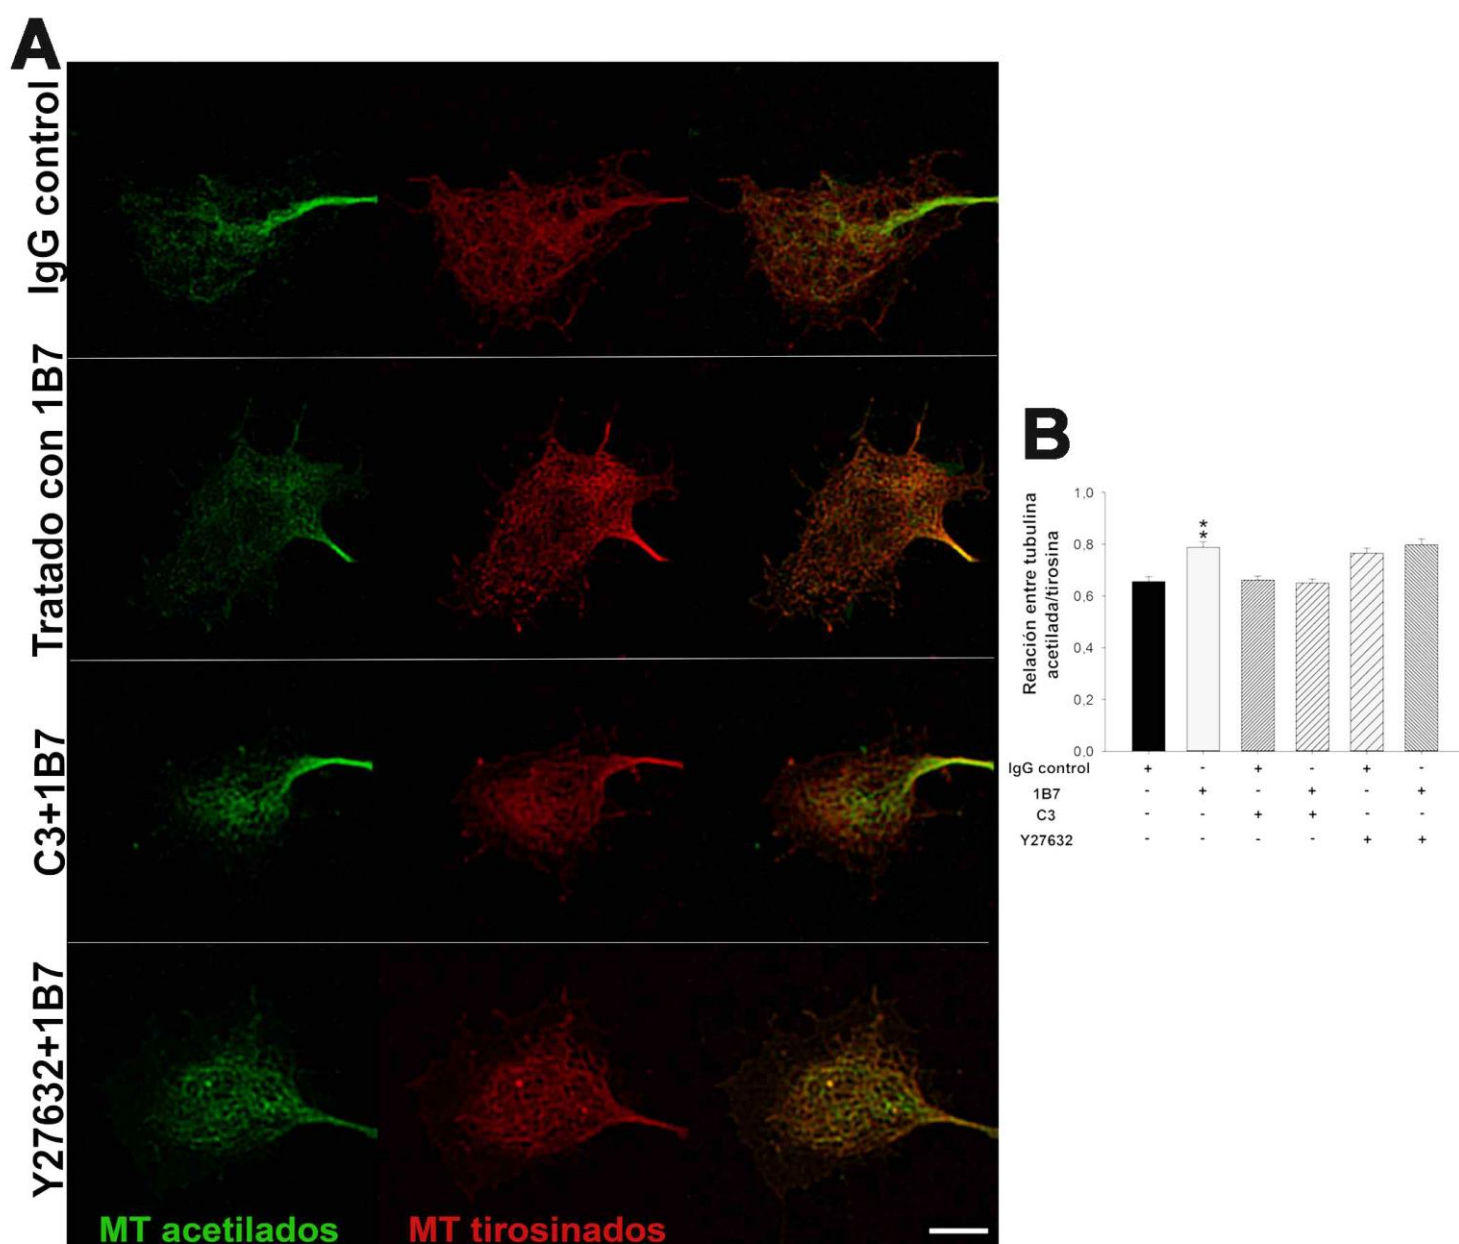 A
IgG control
Tratado con 1B7
C3+1B7
Y27632+1B7
MT acetilados
MT tirosinados
B
Relación entre tubulina
acetilada/tirosina
1,0
0,8
0,6
0,4
0,2
0,0
**
IgG control + - + - + -
1B7 - + - + - +
C3 - - + + - -
Y27632 - - - - + +